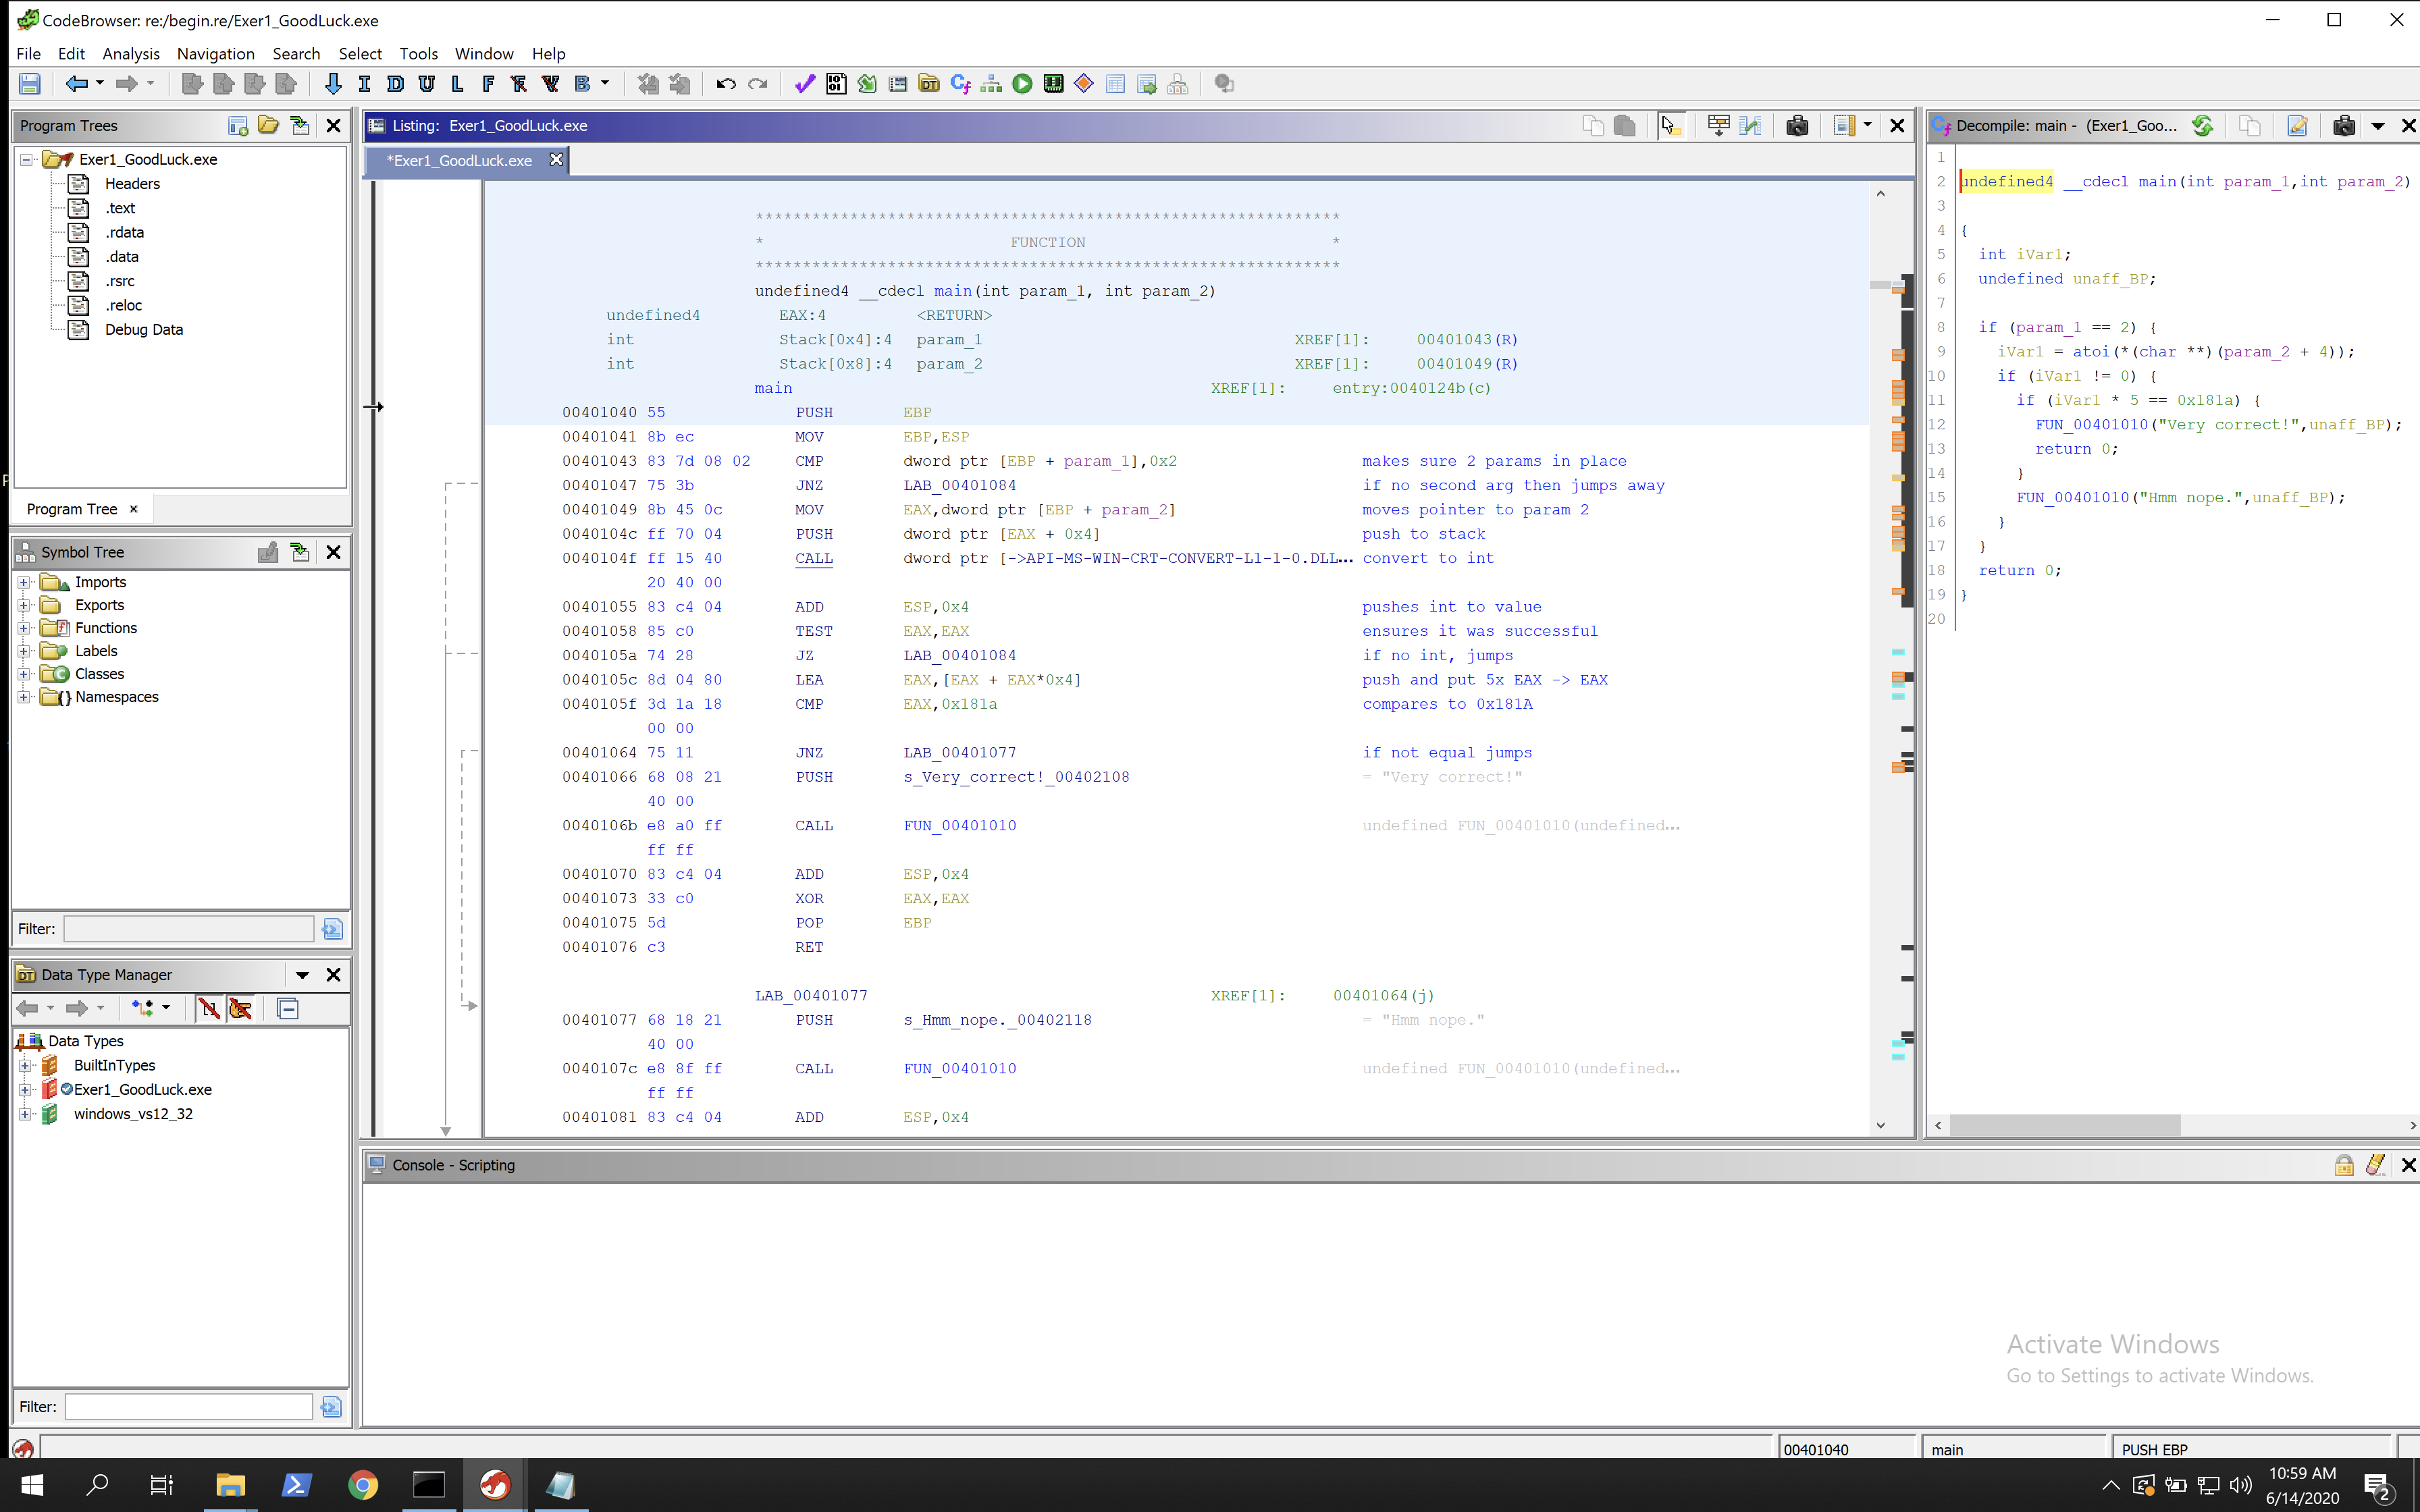 CodeBrowser: re:/begin.re/Exer1_GoodLuck.exe
File Edit Analysis Navigation Search Select Tools Window Help
I D U L F F V B
Program Trees
Exer1_GoodLuck.exe
Headers
.text
.rdata
.data
.rsrc
.reloc
Debug Data
Program Tree ×
Symbol Tree
Imports
Exports
Functions
Labels
Classes
Namespaces
Filter:
Data Type Manager
Data Types
BuiltInTypes
Exer1_GoodLuck.exe
windows_vs12_32
Filter:
Listing: Exer1_GoodLuck.exe
*Exer1_GoodLuck.exe
**************************************************************
* FUNCTION *
**************************************************************
undefined4 __cdecl main(int param_1, int param_2)
undefined4 EAX:4 <RETURN>
int Stack[0x4]:4 param_1 XREF[1]: 00401043(R)
int Stack[0x8]:4 param_2 XREF[1]: 00401049(R)
main XREF[1]: entry:0040124b(c)
00401040 55 PUSH EBP
00401041 8b ec MOV EBP,ESP
00401043 83 7d 08 02 CMP dword ptr [EBP + param_1],0x2 makes sure 2 params in place
00401047 75 3b JNZ LAB_00401084 if no second arg then jumps away
00401049 8b 45 0c MOV EAX,dword ptr [EBP + param_2] moves pointer to param 2
0040104c ff 70 04 PUSH dword ptr [EAX + 0x4] push to stack
0040104f ff 15 40 CALL dword ptr [->API-MS-WIN-CRT-CONVERT-L1-1-0.DLL... convert to int
20 40 00
00401055 83 c4 04 ADD ESP,0x4 pushes int to value
00401058 85 c0 TEST EAX,EAX ensures it was successful
0040105a 74 28 JZ LAB_00401084 if no int, jumps
0040105c 8d 04 80 LEA EAX,[EAX + EAX*0x4] push and put 5x EAX -> EAX
0040105f 3d 1a 18 CMP EAX,0x181a compares to 0x181A
00 00
00401064 75 11 JNZ LAB_00401077 if not equal jumps
00401066 68 08 21 PUSH s_Very_correct!_00402108 = "Very correct!"
40 00
0040106b e8 a0 ff CALL FUN_00401010 undefined FUN_00401010(undefined...
ff ff
00401070 83 c4 04 ADD ESP,0x4
00401073 33 c0 XOR EAX,EAX
00401075 5d POP EBP
00401076 c3 RET
LAB_00401077 XREF[1]: 00401064(j)
00401077 68 18 21 PUSH s_Hmm_nope._00402118 = "Hmm nope."
40 00
0040107c e8 8f ff CALL FUN_00401010 undefined FUN_00401010(undefined...
ff ff
00401081 83 c4 04 ADD ESP,0x4
Decompile: main - (Exer1_Goo...
1
2 undefined4 __cdecl main(int param_1,int param_2)
3
4 {
5 int iVar1;
6 undefined unaff_BP;
7
8 if (param_1 == 2) {
9 iVar1 = atoi(*(char **)(param_2 + 4));
10 if (iVar1 != 0) {
11 if (iVar1 * 5 == 0x181a) {
12 FUN_00401010("Very correct!",unaff_BP);
13 return 0;
14 }
15 FUN_00401010("Hmm nope.",unaff_BP);
16 }
17 }
18 return 0;
19 }
20
Console - Scripting
Activate Windows
Go to Settings to activate Windows.
00401040 main PUSH EBP
10:59 AM
6/14/2020
2